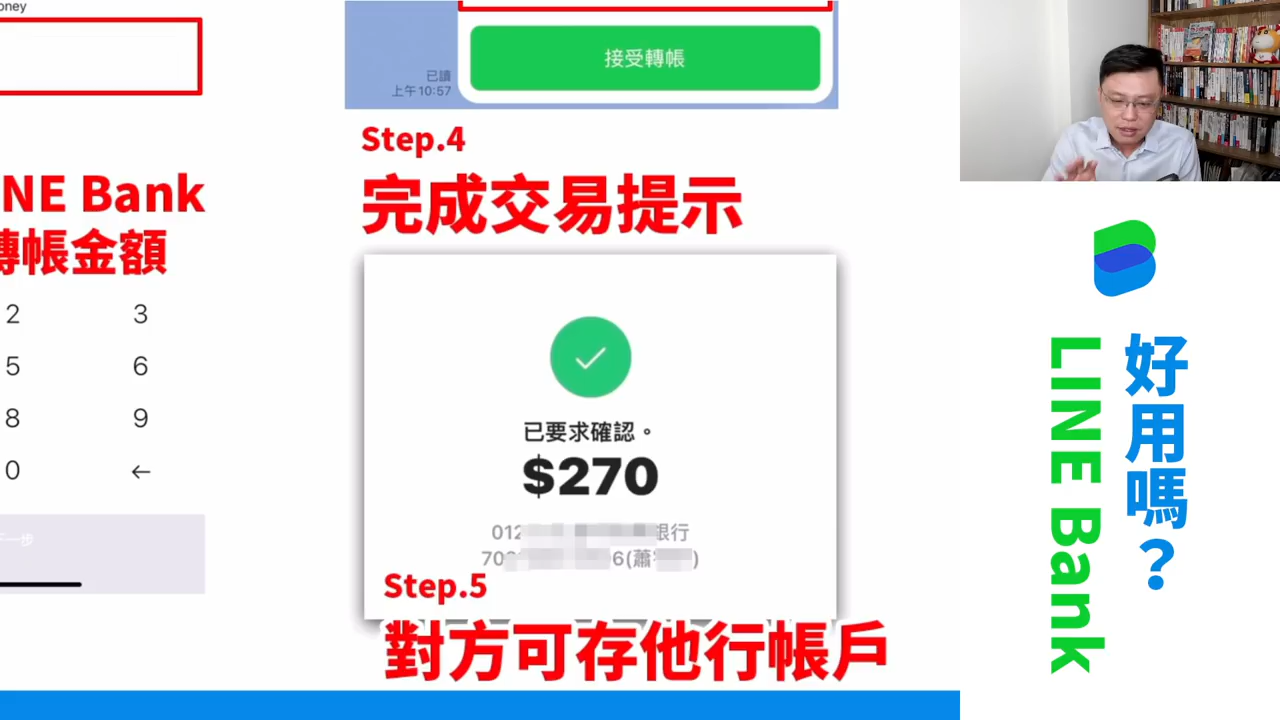 oney
INE Bank
轉帳金額
2 3
5 6
8 9
0 ←
下一步
接受轉帳
已讀
上午10:57
Step.4
完成交易提示
已要求確認。
$270
012 銀行
70 6(蕭 )
Step.5
對方可存他行帳戶
好用嗎？
LINE Bank